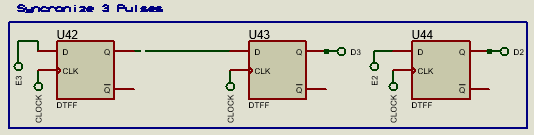 Syncronize 3 Pulses
U42 U43 U44
D Q D Q D3 D Q D2
CLK CLK CLK
E3 Q Q E2 Q
CLOCK CLOCK CLOCK
DTFF DTFF DTFF